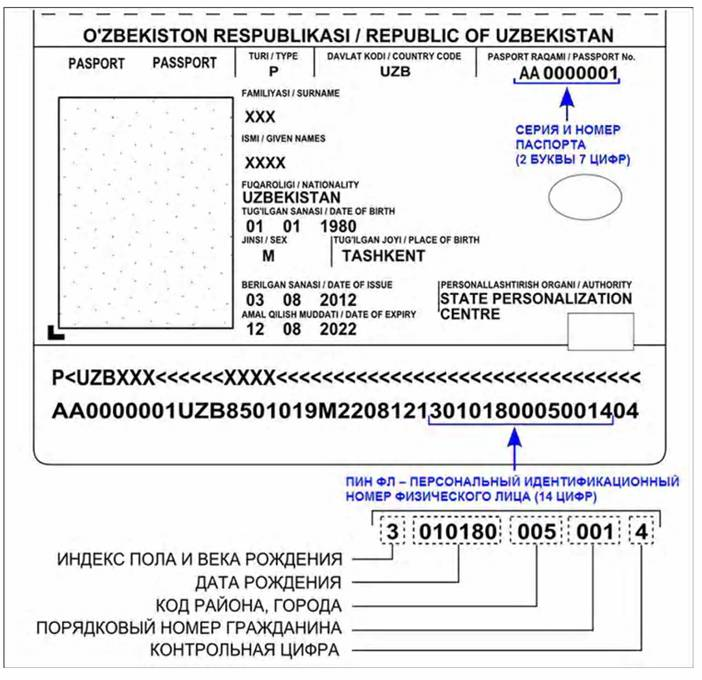 O'ZBEKISTON RESPUBLIKASI / REPUBLIC OF UZBEKISTAN
PASPORT PASSPORT
TURI / TYPE
P
DAVLAT KODI / COUNTRY CODE
UZB
PASPORT RAQAMI / PASSPORT No.
AA 0000001
СЕРИЯ И НОМЕР
ПАСПОРТА
(2 БУКВЫ 7 ЦИФР)
FAMILIYASI / SURNAME
XXX
ISMI / GIVEN NAMES
XXXX
FUQAROLIGI / NATIONALITY
UZBEKISTAN
TUG'ILGAN SANASI / DATE OF BIRTH
01 01 1980
JINSI / SEX
M
TUG'ILGAN JOYI / PLACE OF BIRTH
TASHKENT
BERILGAN SANASI / DATE OF ISSUE
03 08 2012
AMAL QILISH MUDDATI / DATE OF EXPIRY
12 08 2022
PERSONALLASHTIRISH ORGANI / AUTHORITY
STATE PERSONALIZATION
CENTRE
P<UZBXXX<<<<<<XXXX<<<<<<<<<<<<<<<<<<<<<<<<<<<<<<<
AA0000001UZB8501019M22081213010180005001404
ПИН ФЛ – ПЕРСОНАЛЬНЫЙ ИДЕНТИФИКАЦИОННЫЙ
НОМЕР ФИЗИЧЕСКОГО ЛИЦА (14 ЦИФР)
3 010180 005 001 4
ИНДЕКС ПОЛА И ВЕКА РОЖДЕНИЯ
ДАТА РОЖДЕНИЯ
КОД РАЙОНА, ГОРОДА
ПОРЯДКОВЫЙ НОМЕР ГРАЖДАНИНА
КОНТРОЛЬНАЯ ЦИФРА